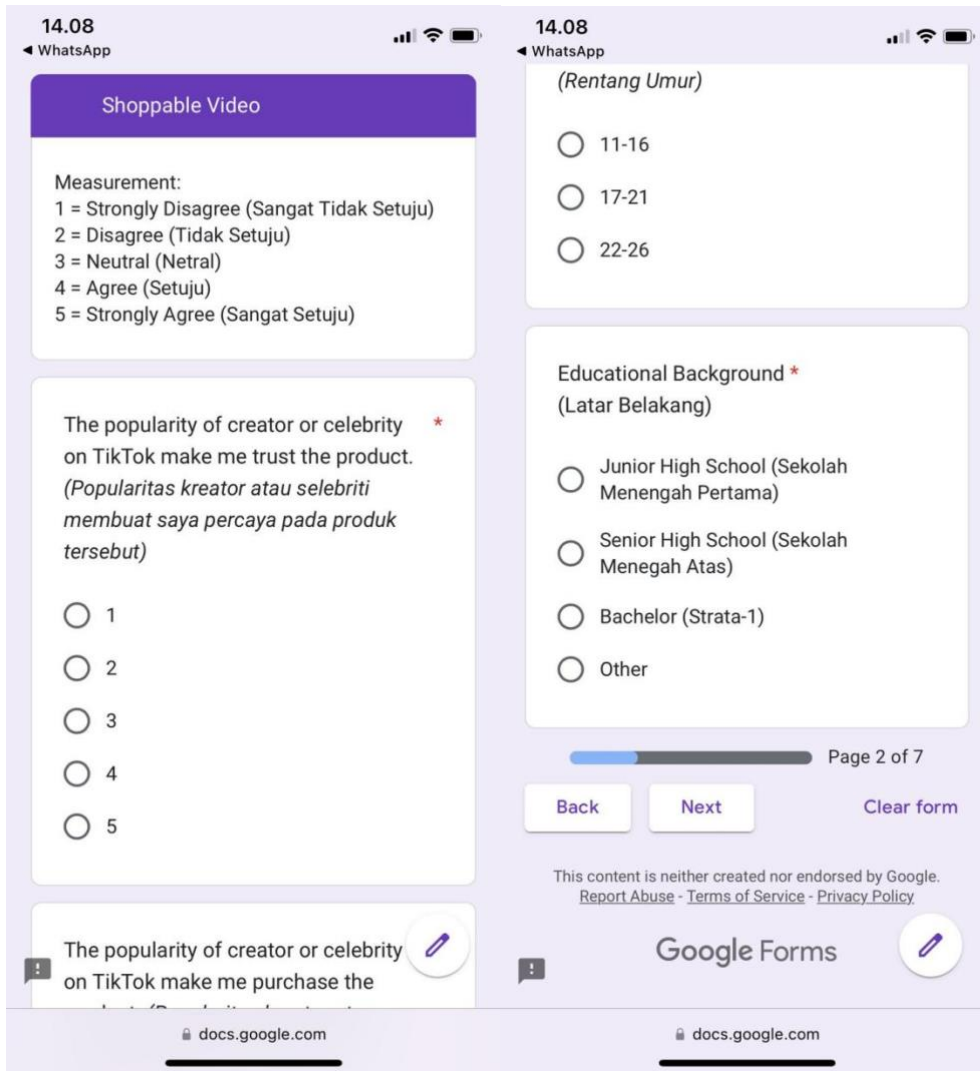 14.08
◀ WhatsApp
Shoppable Video
Measurement:
1 = Strongly Disagree (Sangat Tidak Setuju)
2 = Disagree (Tidak Setuju)
3 = Neutral (Netral)
4 = Agree (Setuju)
5 = Strongly Agree (Sangat Setuju)
The popularity of creator or celebrity *
on TikTok make me trust the product.
(Popularitas kreator atau selebriti
membuat saya percaya pada produk
tersebut)
1
2
3
4
5
The popularity of creator or celebrity
on TikTok make me purchase the
docs.google.com
14.08
◀ WhatsApp
(Rentang Umur)
11-16
17-21
22-26
Educational Background *
(Latar Belakang)
Junior High School (Sekolah
Menengah Pertama)
Senior High School (Sekolah
Menegah Atas)
Bachelor (Strata-1)
Other
Page 2 of 7
Back
Next
Clear form
This content is neither created nor endorsed by Google.
Report Abuse - Terms of Service - Privacy Policy
Google Forms
docs.google.com